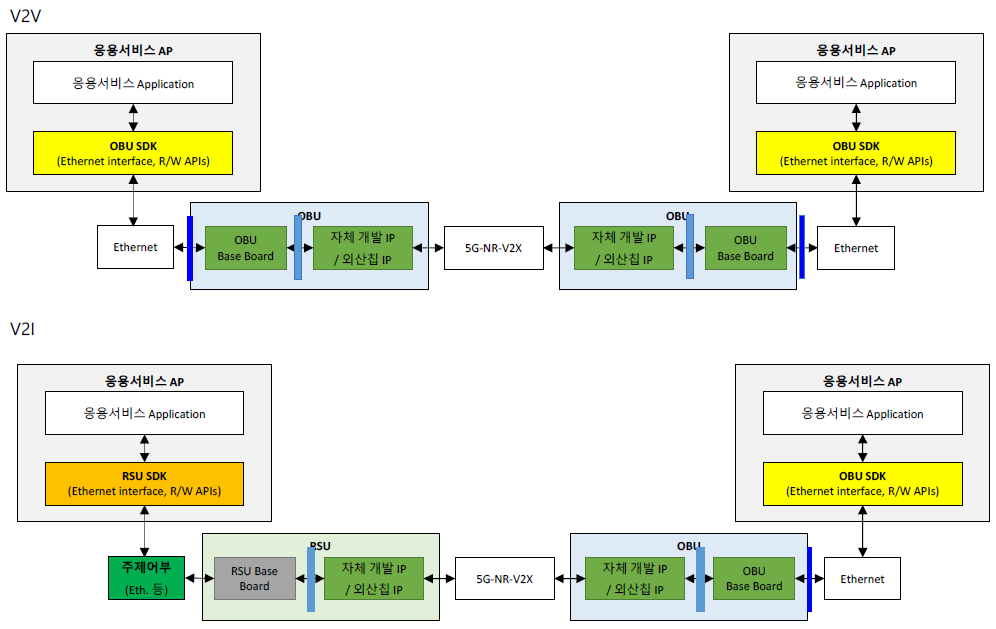 V2V
응용서비스 AP
응용서비스 Application
OBU SDK
(Ethernet interface, R/W APIs)
Ethernet
OBU
OBU
Base Board
자체 개발 IP
/ 외산칩 IP
5G-NR-V2X
OBU
자체 개발 IP
/ 외산칩 IP
OBU
Base Board
Ethernet
응용서비스 AP
응용서비스 Application
OBU SDK
(Ethernet interface, R/W APIs)
V2I
응용서비스 AP
응용서비스 Application
RSU SDK
(Ethernet interface, R/W APIs)
주제어부
(Eth. 등)
RSU
RSU Base
Board
자체 개발 IP
/ 외산칩 IP
5G-NR-V2X
OBU
자체 개발 IP
/ 외산칩 IP
OBU
Base Board
Ethernet
응용서비스 AP
응용서비스 Application
OBU SDK
(Ethernet interface, R/W APIs)